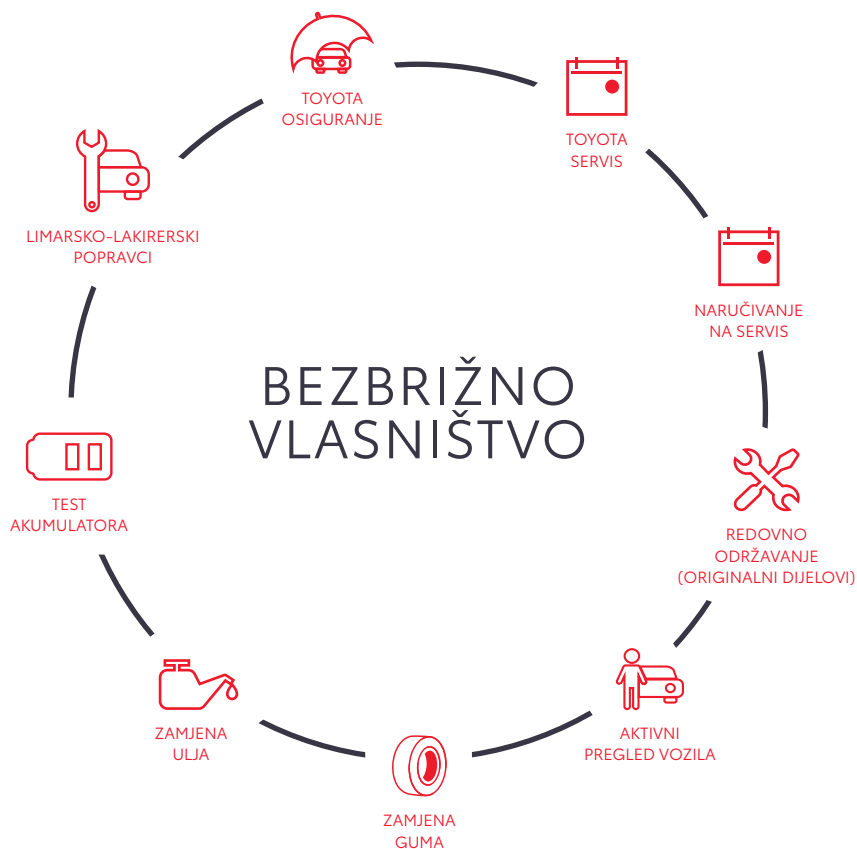 TOYOTA
OSIGURANJE
TOYOTA
SERVIS
LIMARSKO-LAKIRERSKI
POPRAVCI
NARUČIVANJE
NA SERVIS
BEZBRIŽNO
VLASNIŠTVO
TEST
AKUMULATORA
REDOVNO
ODRŽAVANJE
(ORIGINALNI DIJELOVI)
ZAMJENA
ULJA
AKTIVNI
PREGLED VOZILA
ZAMJENA
GUMA